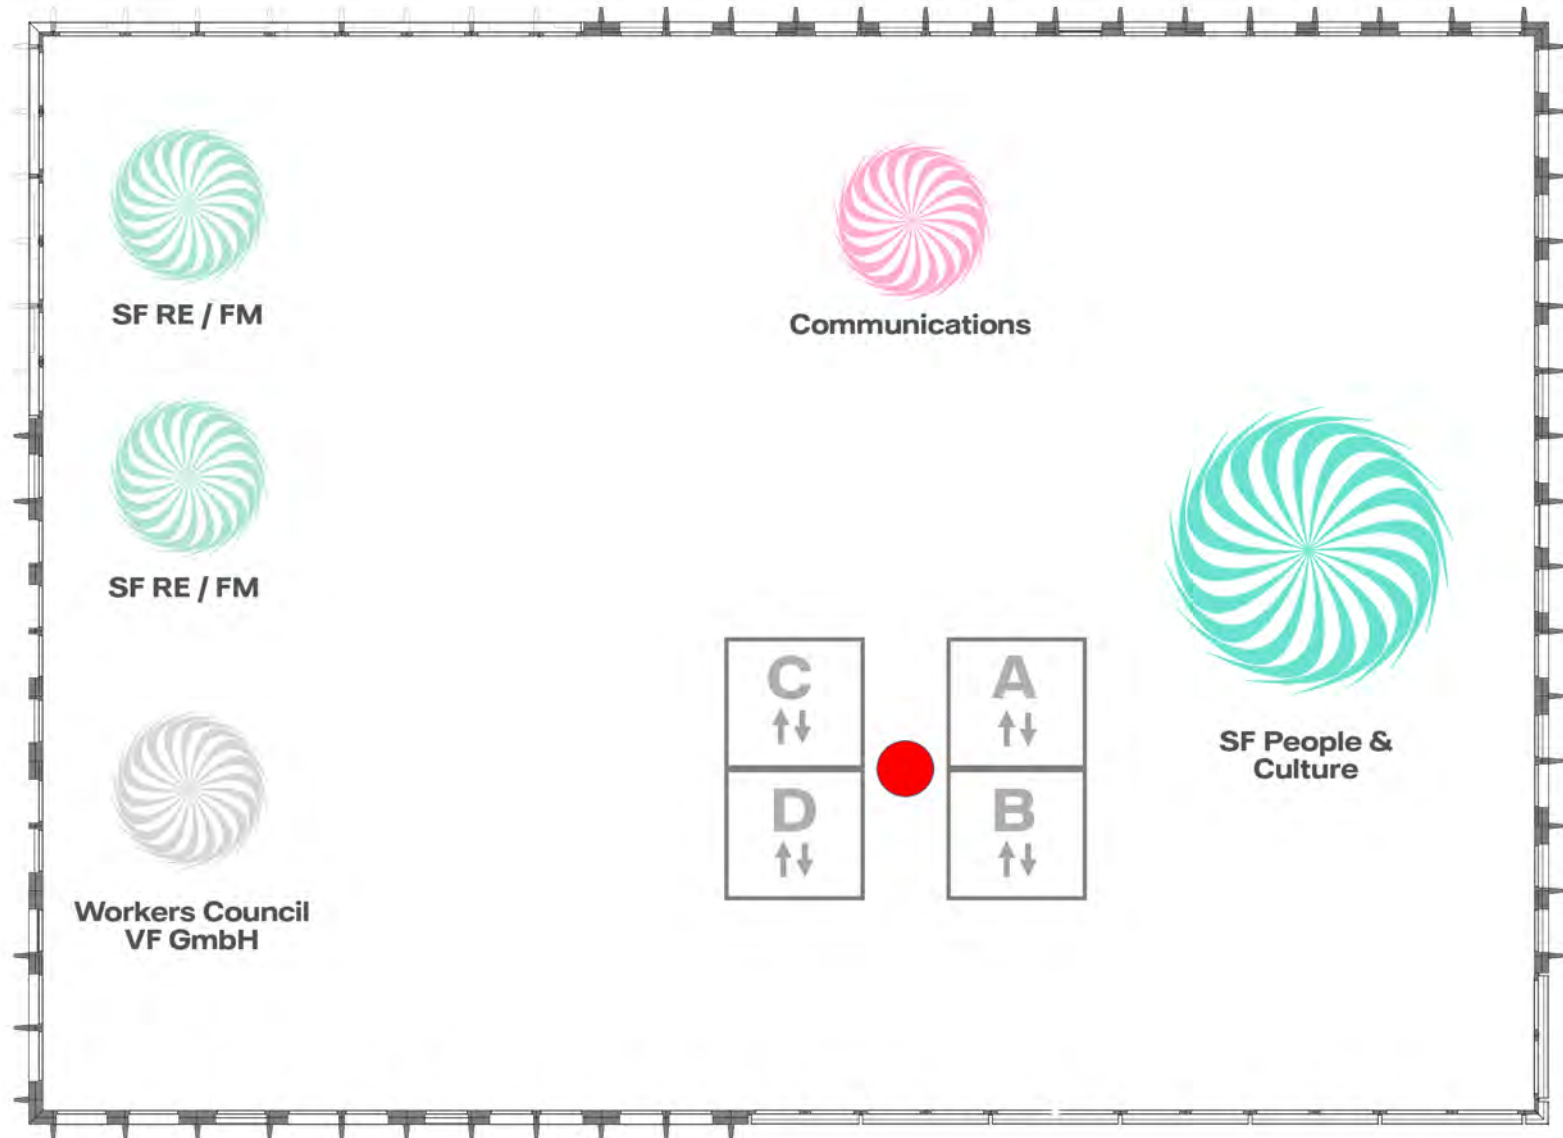 SF RE / FM
Communications
SF RE / FM
C
A
SF People &
Culture
D
B
Workers Council
VF GmbH